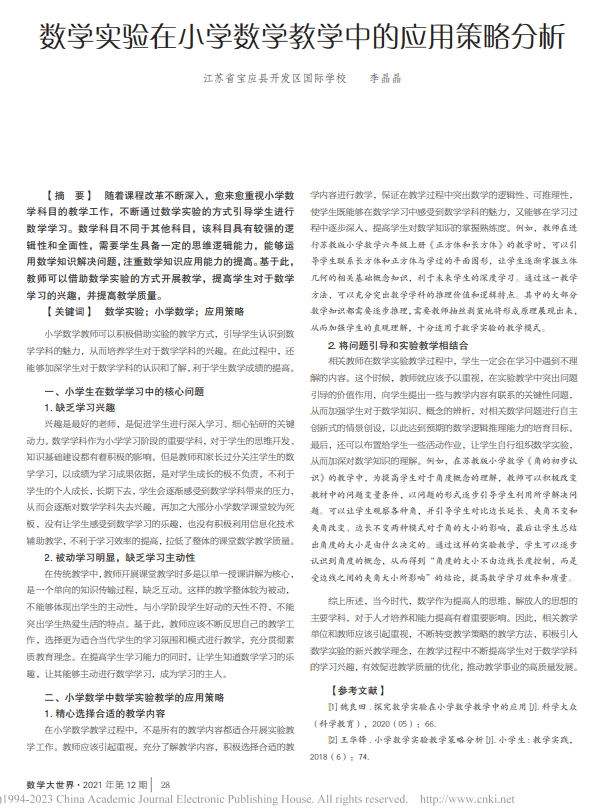 数学实验在小学数学教学中的应用策略分析
江苏省宝应县开发区国际学校 李晶晶
【摘 要】 随着课程改革不断深入，愈来愈重视小学数
学科目的教学工作，不断通过数学实验的方式引导学生进行
数学学习。数学科目不同于其他科目，该科目具有较强的逻
辑性和全面性，需要学生具备一定的思维逻辑能力，能够运
用数学知识解决问题，注重数学知识应用能力的提高。基于此，
教师可以借助数学实验的方式开展教学，提高学生对于数学
学习的兴趣，并提高教学质量。
【关键词】 数学实验；小学数学；应用策略
小学数学教师可以积极借助实验的教学方式，引导学生认识到数
学学科的魅力，从而培养学生对于数学学科的兴趣。在此过程中，还
能够加深学生对于数学学科的认识和了解，利于学生数学成绩的提高。
一、小学生在数学学习中的核心问题
1. 缺乏学习兴趣
兴趣是最好的老师，是促进学生进行深入学习、细心钻研的关键
动力，数学学科作为小学学习阶段的重要学科，对于学生的思维开发、
知识基础建设都有着积极的影响。但是教师和家长过分关注学生的数
学学习，以成绩为学习成果依据，是对学生成长的极不负责，不利于
学生的个人成长，长期下去，学生会逐渐感受到数学学科带来的压力，
从而会逐渐对数学学科失去兴趣，再加之大部分小学数学课堂较为死
板，没有让学生感受到数学学习的乐趣，也没有积极利用信息化技术
辅助教学，不利于学习效率的提高，拉低了整体的课堂数学教学质量。
2. 被动学习明显，缺乏学习主动性
在传统教学中，教师开展课堂教学时多是以单一授课讲解为核心，
是一个单向的知识传输过程，缺乏互动。这样的教学整体较为被动，
不能够体现出学生的主动性，与小学阶段学生好动的天性不符，不能
突出学生热爱生活的特点。基于此，教师应该不断反思自己的教学工
作，选择更为适合当代学生的学习氛围和模式进行教学，充分贯彻素
质教育理念。在提高学生学习能力的同时，让学生知道数学学习的乐
趣，让其能够主动进行数学学习，成为学习的主人。
二、小学数学中数学实验教学的应用策略
1. 精心选择合适的教学内容
在小学数学教学过程中，不是所有的教学内容都适合开展实验教
学工作。教师应该引起重视，充分了解教学内容，积极选择合适的教
学内容进行教学，保证在教学过程中突出数学的逻辑性、可推理性，
使学生既能够在数学学习中感受到数学学科的魅力，又能够在学习过
程中逐步深入，提高学生对数学知识的掌握熟练度。例如，教师在进
行苏教版小学数学六年级上册《正方体和长方体》的教学时，可以引
导学生联系长方体和正方体与学过的平面图形，让学生逐渐掌握立体
几何的相关基础概念知识，利于未来学生的深度学习。通过这一教学
方法，可以充分突出数学学科的推理价值和逻辑特点。其中的大部分
数学知识都需要逐步推理，需要教师抽丝剥茧地将形成原理展现出来，
从而加强学生的直观理解，十分适用于数学实验的教学模式。
2. 将问题引导和实验教学相结合
相关教师在数学实验教学过程中，学生一定会在学习中遇到不理
解的内容。这个时候，教师就应该予以重视，在实验教学中突出问题
引导的价值作用，向学生提出一些与教学内容有联系的关键性问题，
从而加强学生对于数学知识、概念的辨析，对相关数学问题进行自主
创新式的情景创设，以此达到预期的数学逻辑推理能力的培育目标。
最后，还可以布置给学生一些活动作业，让学生自行组织数学实验，
从而加深对数学知识的理解。例如，在苏教版小学数学《角的初步认
识》的教学中，为提高学生对于角度概念的理解，教师可以积极改变
教材中的问题变量条件，以问题的形式逐步引导学生利用所学解决问
题。可以让学生观察各种角，并引导学生对比边长延长、夹角不变和
夹角改变、边长不变两种模式对于角的大小的影响，最后让学生总结
出角度的大小是由什么决定的。通过这样的实验教学，学生可以逐步
认识到角度的概念，从而得到“角度的大小不由边线长度控制，而是
受边线之间的夹角大小所影响”的结论，提高数学学习效率和质量。
综上所述，当今时代，数学作为提高人的思维、解放人的思想的
主要学科，对于人才培养和能力提高有着重要影响。因此，相关教学
单位和教师应该引起重视，不断转变教学策略的教学方法，积极引入
数学实验的新兴教学理念，在教学过程中不断提高学生对于数学学科
的学习兴趣，有效促进教学质量的优化，推动教学事业的高质量发展。
【参考文献】
[1] 魏良田．探究数学实验在小学数学教学中的应用 [J]. 科学大众
（科学教育），2020（05）：66.
[2] 王华锋．小学数学实验教学策略分析 [J]. 小学生：教学实践，
2018（6）：74.
数学大世界·2021 年第 12 期 28
)1994-2023 China Academic Journal Electronic Publishing House. All rights reserved. http://www.cnki.net